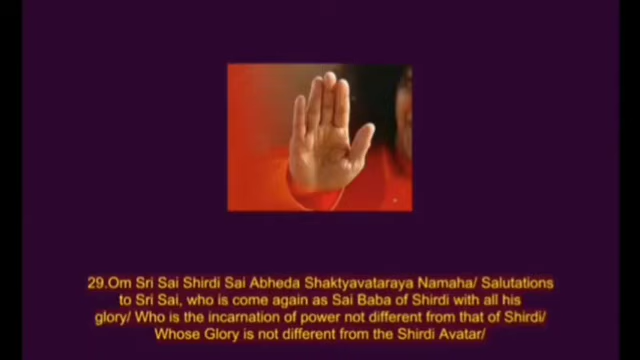 29.Om Sri Sai Shirdi Sai Abheda Shaktyavataraya Namaha/ Salutations
to Sri Sai, who is come again as Sai Baba of Shirdi with all his
glory/ Who is the incarnation of power not different from that of Shirdi/
Whose Glory is not different from the Shirdi Avatar/